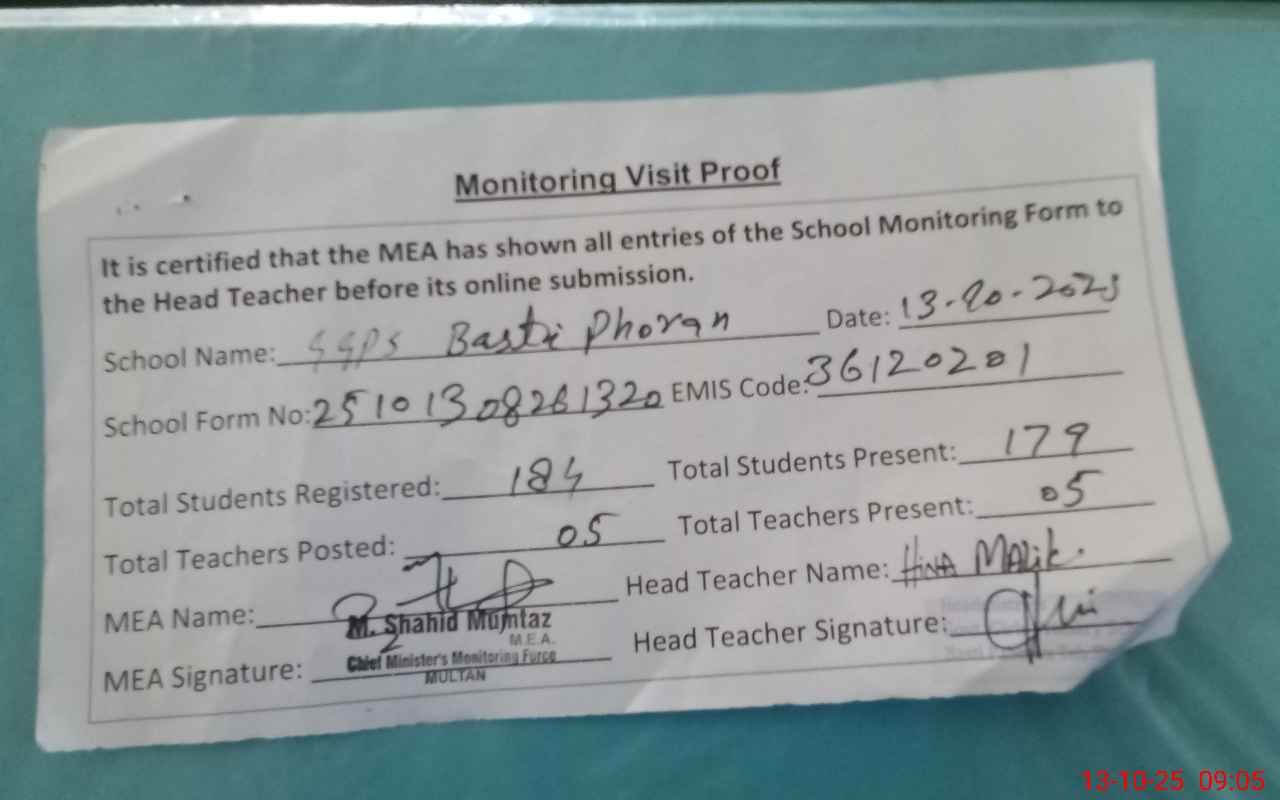 Monitoring Visit Proof
It is certified that the MEA has shown all entries of the School Monitoring Form to
the Head Teacher before its online submission.
School Name: GGPS Basti Phoran Date: 13-10-2025
School Form No: 25101308261320 EMIS Code: 36120201
Total Students Registered: 184 Total Students Present: 179
Total Teachers Posted: 05 Total Teachers Present: 05
MEA Name: Head Teacher Name: HINA MALik.
M. Shahid Mumtaz
M.E.A.
MEA Signature: Chief Minister's Monitoring Force Head Teacher Signature:
MULTAN
13-10-25 09:05